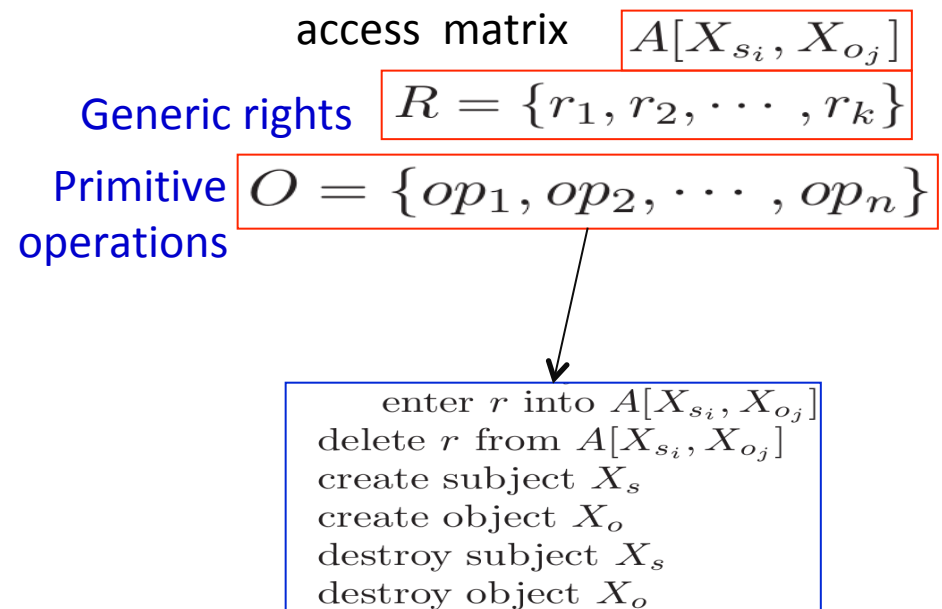 access matrix A[X_{s_i}, X_{o_j}]
Generic rights R = {r_1, r_2, ⋯ , r_k}
Primitive O = {op_1, op_2, ⋯ , op_n}
operations
enter r into A[X_{s_i}, X_{o_j}]
delete r from A[X_{s_i}, X_{o_j}]
create subject X_s
create object X_o
destroy subject X_s
destroy object X_o